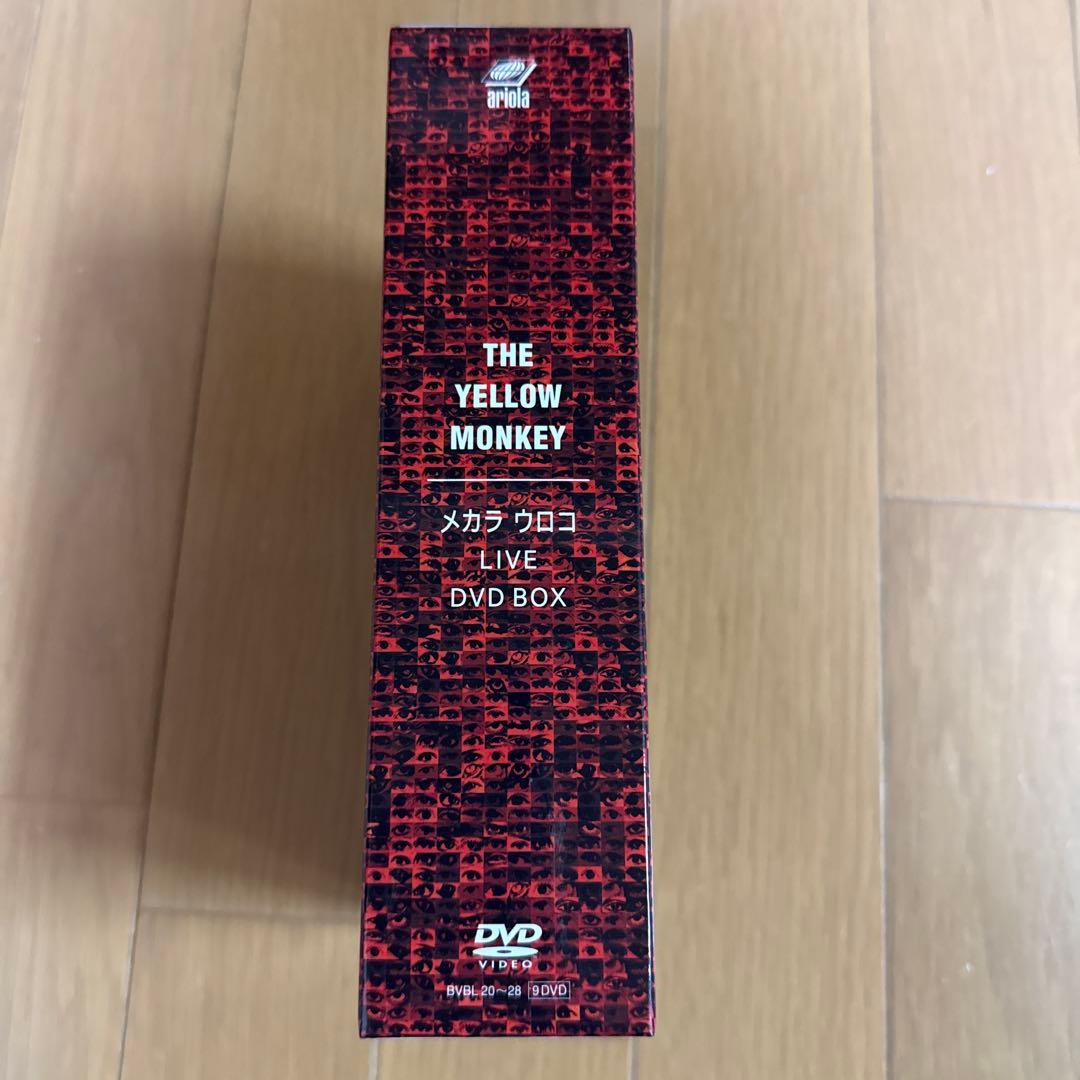 ariola
THE
YELLOW
MONKEY
メカラ ウロコ
LIVE
DVD BOX
DVD
VIDEO
BVBL 20〜28 9DVD